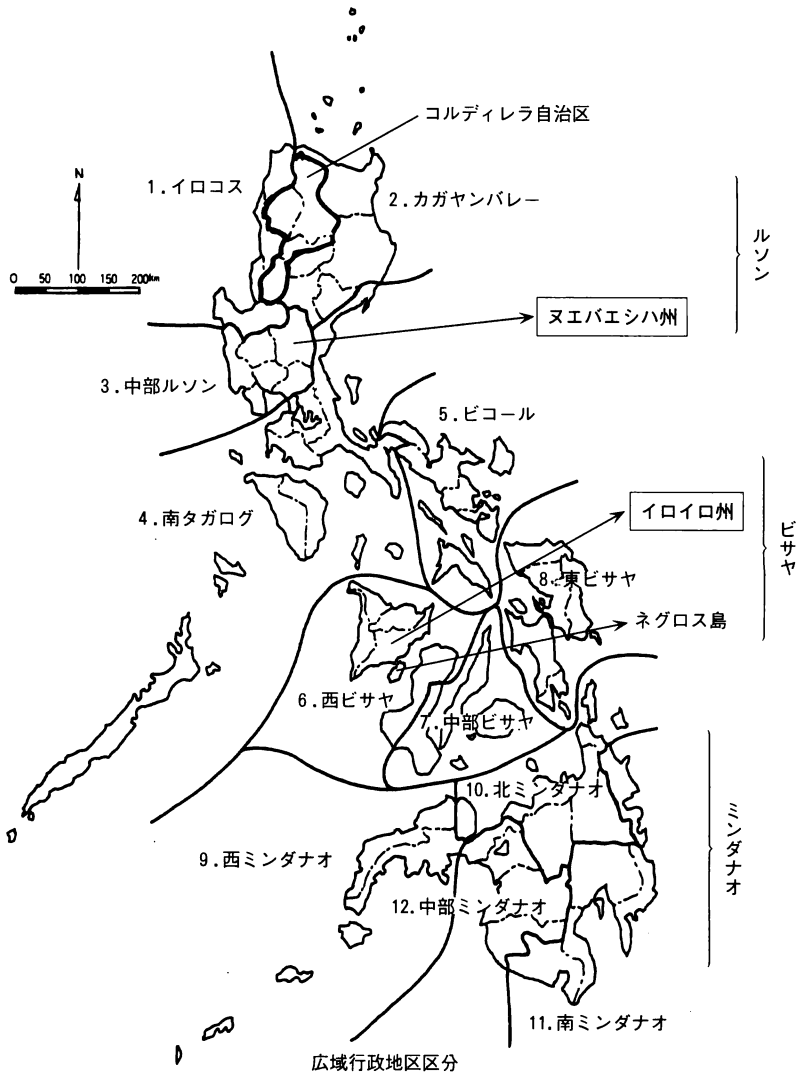 コルディレラ自治区
1.イロコス
N
2.カガヤンバレー
ルソン
0 50 100 150 200km
ヌエバエシハ州
3.中部ルソン
5.ビコール
4.南タガログ
イロイロ州
ビサヤ
8.東ビサヤ
ネグロス島
6.西ビサヤ
7.中部ビサヤ
10.北ミンダナオ
ミンダナオ
9.西ミンダナオ
12.中部ミンダナオ
11.南ミンダナオ
広域行政地区区分